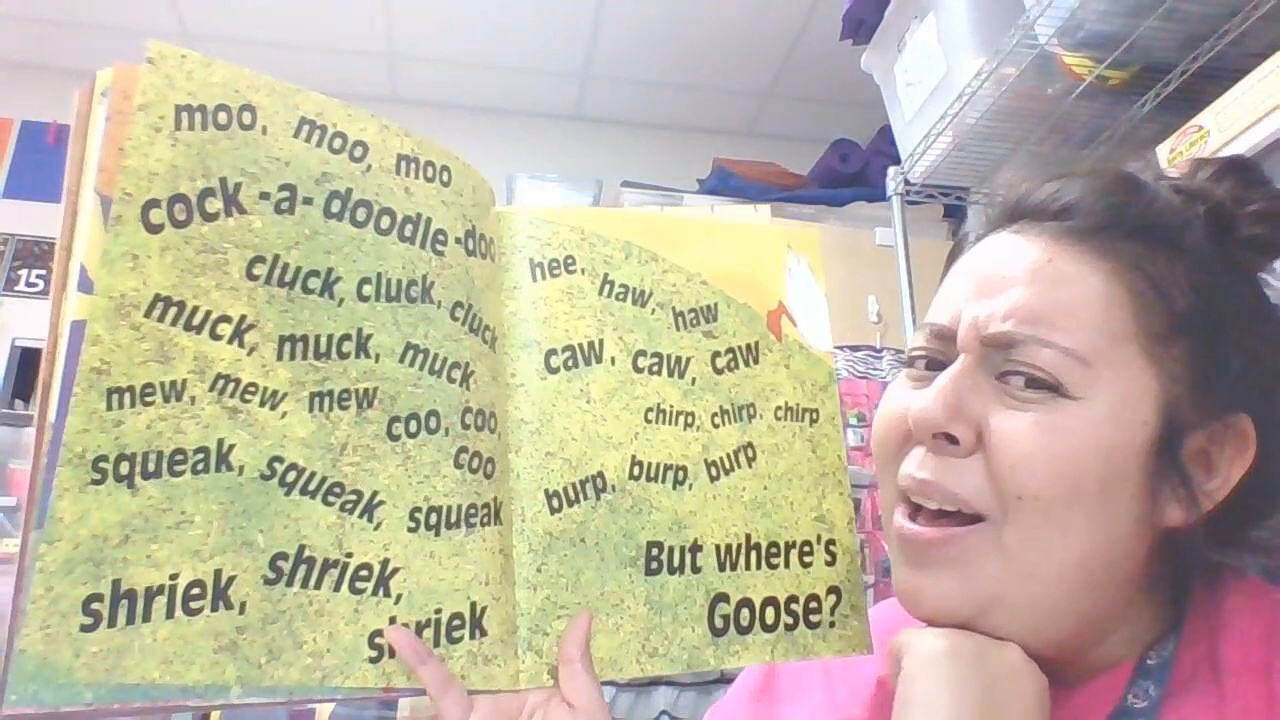 moo, moo, moo
cock-a-doodle-doo
cluck, cluck, cluck
muck, muck, muck
mew, mew, mew
coo, coo,
coo
squeak, squeak, squeak
shriek, shriek,
shriek
hee, haw, haw
caw, caw, caw
chirp, chirp, chirp
burp, burp, burp
But where's
Goose?
15